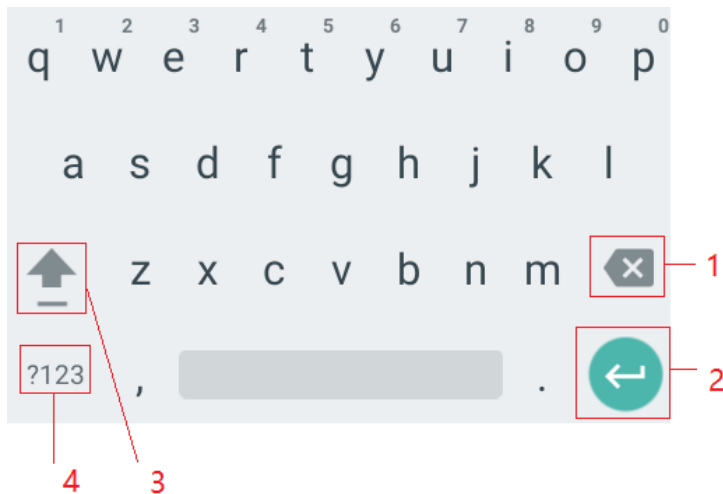 1 2 3 4 5 6 7 8 9 0
q w e r t y u i o p
a s d f g h j k l
z x c v b n m 1
?123 , . 2
4 3